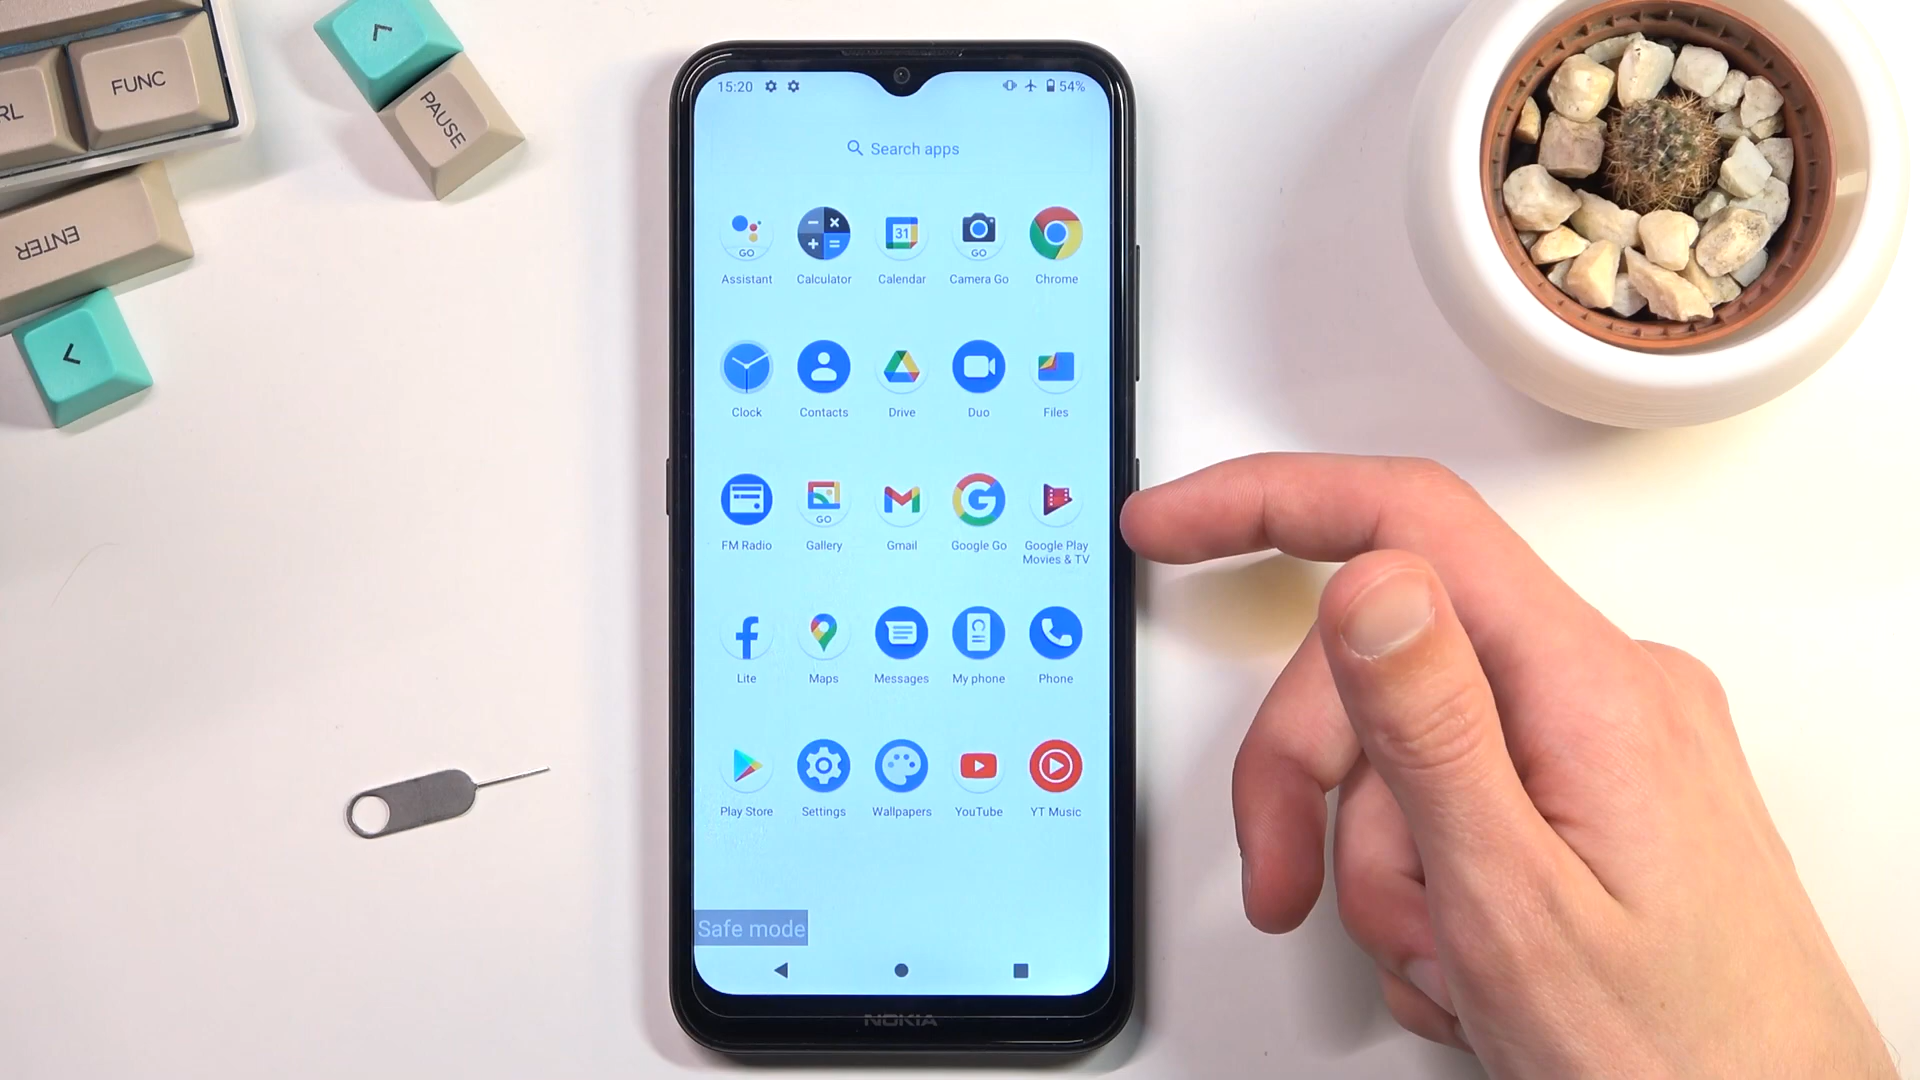 FUNC
RL
PAUSE
ENTER
15:20
54%
Search apps
GO
31
GO
Assistant
Calculator
Calendar
Camera Go
Chrome
Clock
Contacts
Drive
Duo
Files
GO
FM Radio
Gallery
Gmail
Google Go
Google Play
Movies & TV
Lite
Maps
Messages
My phone
Phone
Play Store
Settings
Wallpapers
YouTube
YT Music
Safe mode
NOKIA